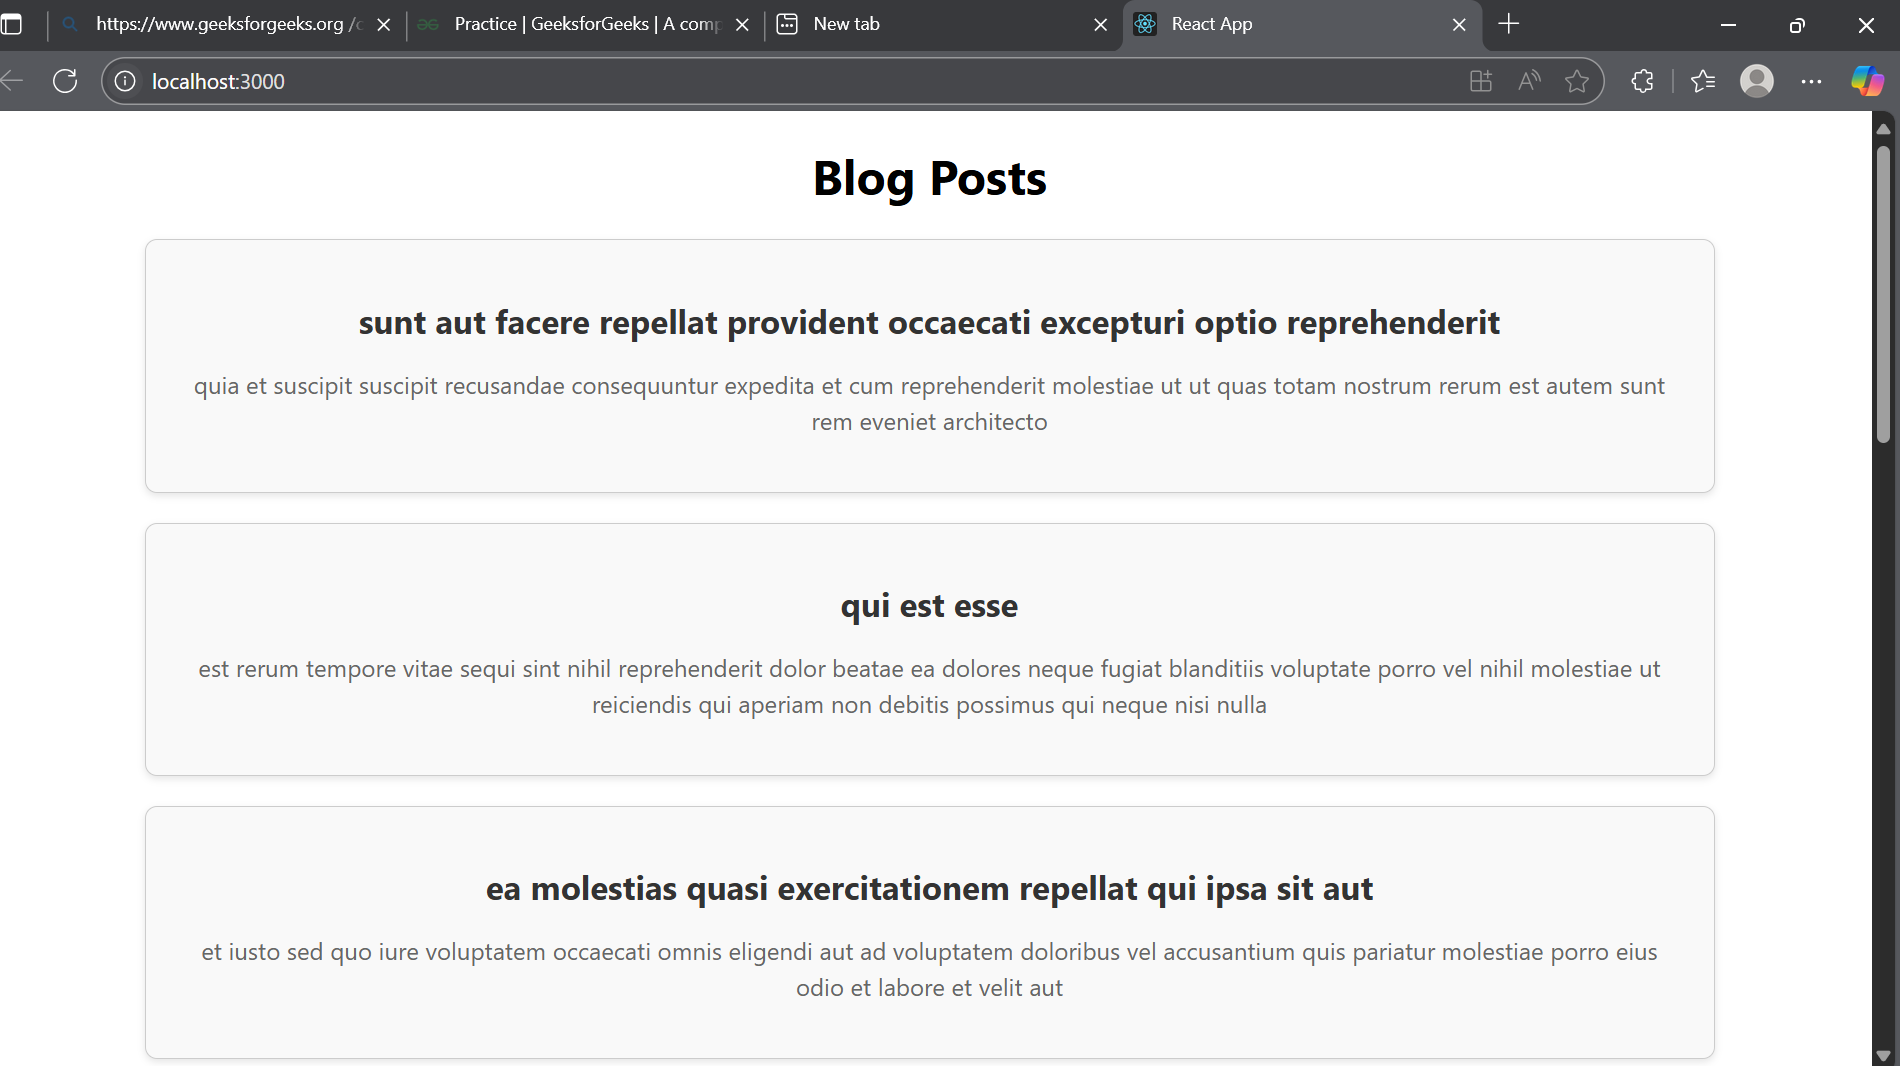 https://www.geeksforgeeks.org /c
Practice | GeeksforGeeks | A comp
New tab
React App
localhost:3000
Blog Posts
sunt aut facere repellat provident occaecati excepturi optio reprehenderit
quia et suscipit suscipit recusandae consequuntur expedita et cum reprehenderit molestiae ut ut quas totam nostrum rerum est autem sunt
rem eveniet architecto
qui est esse
est rerum tempore vitae sequi sint nihil reprehenderit dolor beatae ea dolores neque fugiat blanditiis voluptate porro vel nihil molestiae ut
reiciendis qui aperiam non debitis possimus qui neque nisi nulla
ea molestias quasi exercitationem repellat qui ipsa sit aut
et iusto sed quo iure voluptatem occaecati omnis eligendi aut ad voluptatem doloribus vel accusantium quis pariatur molestiae porro eius
odio et labore et velit aut